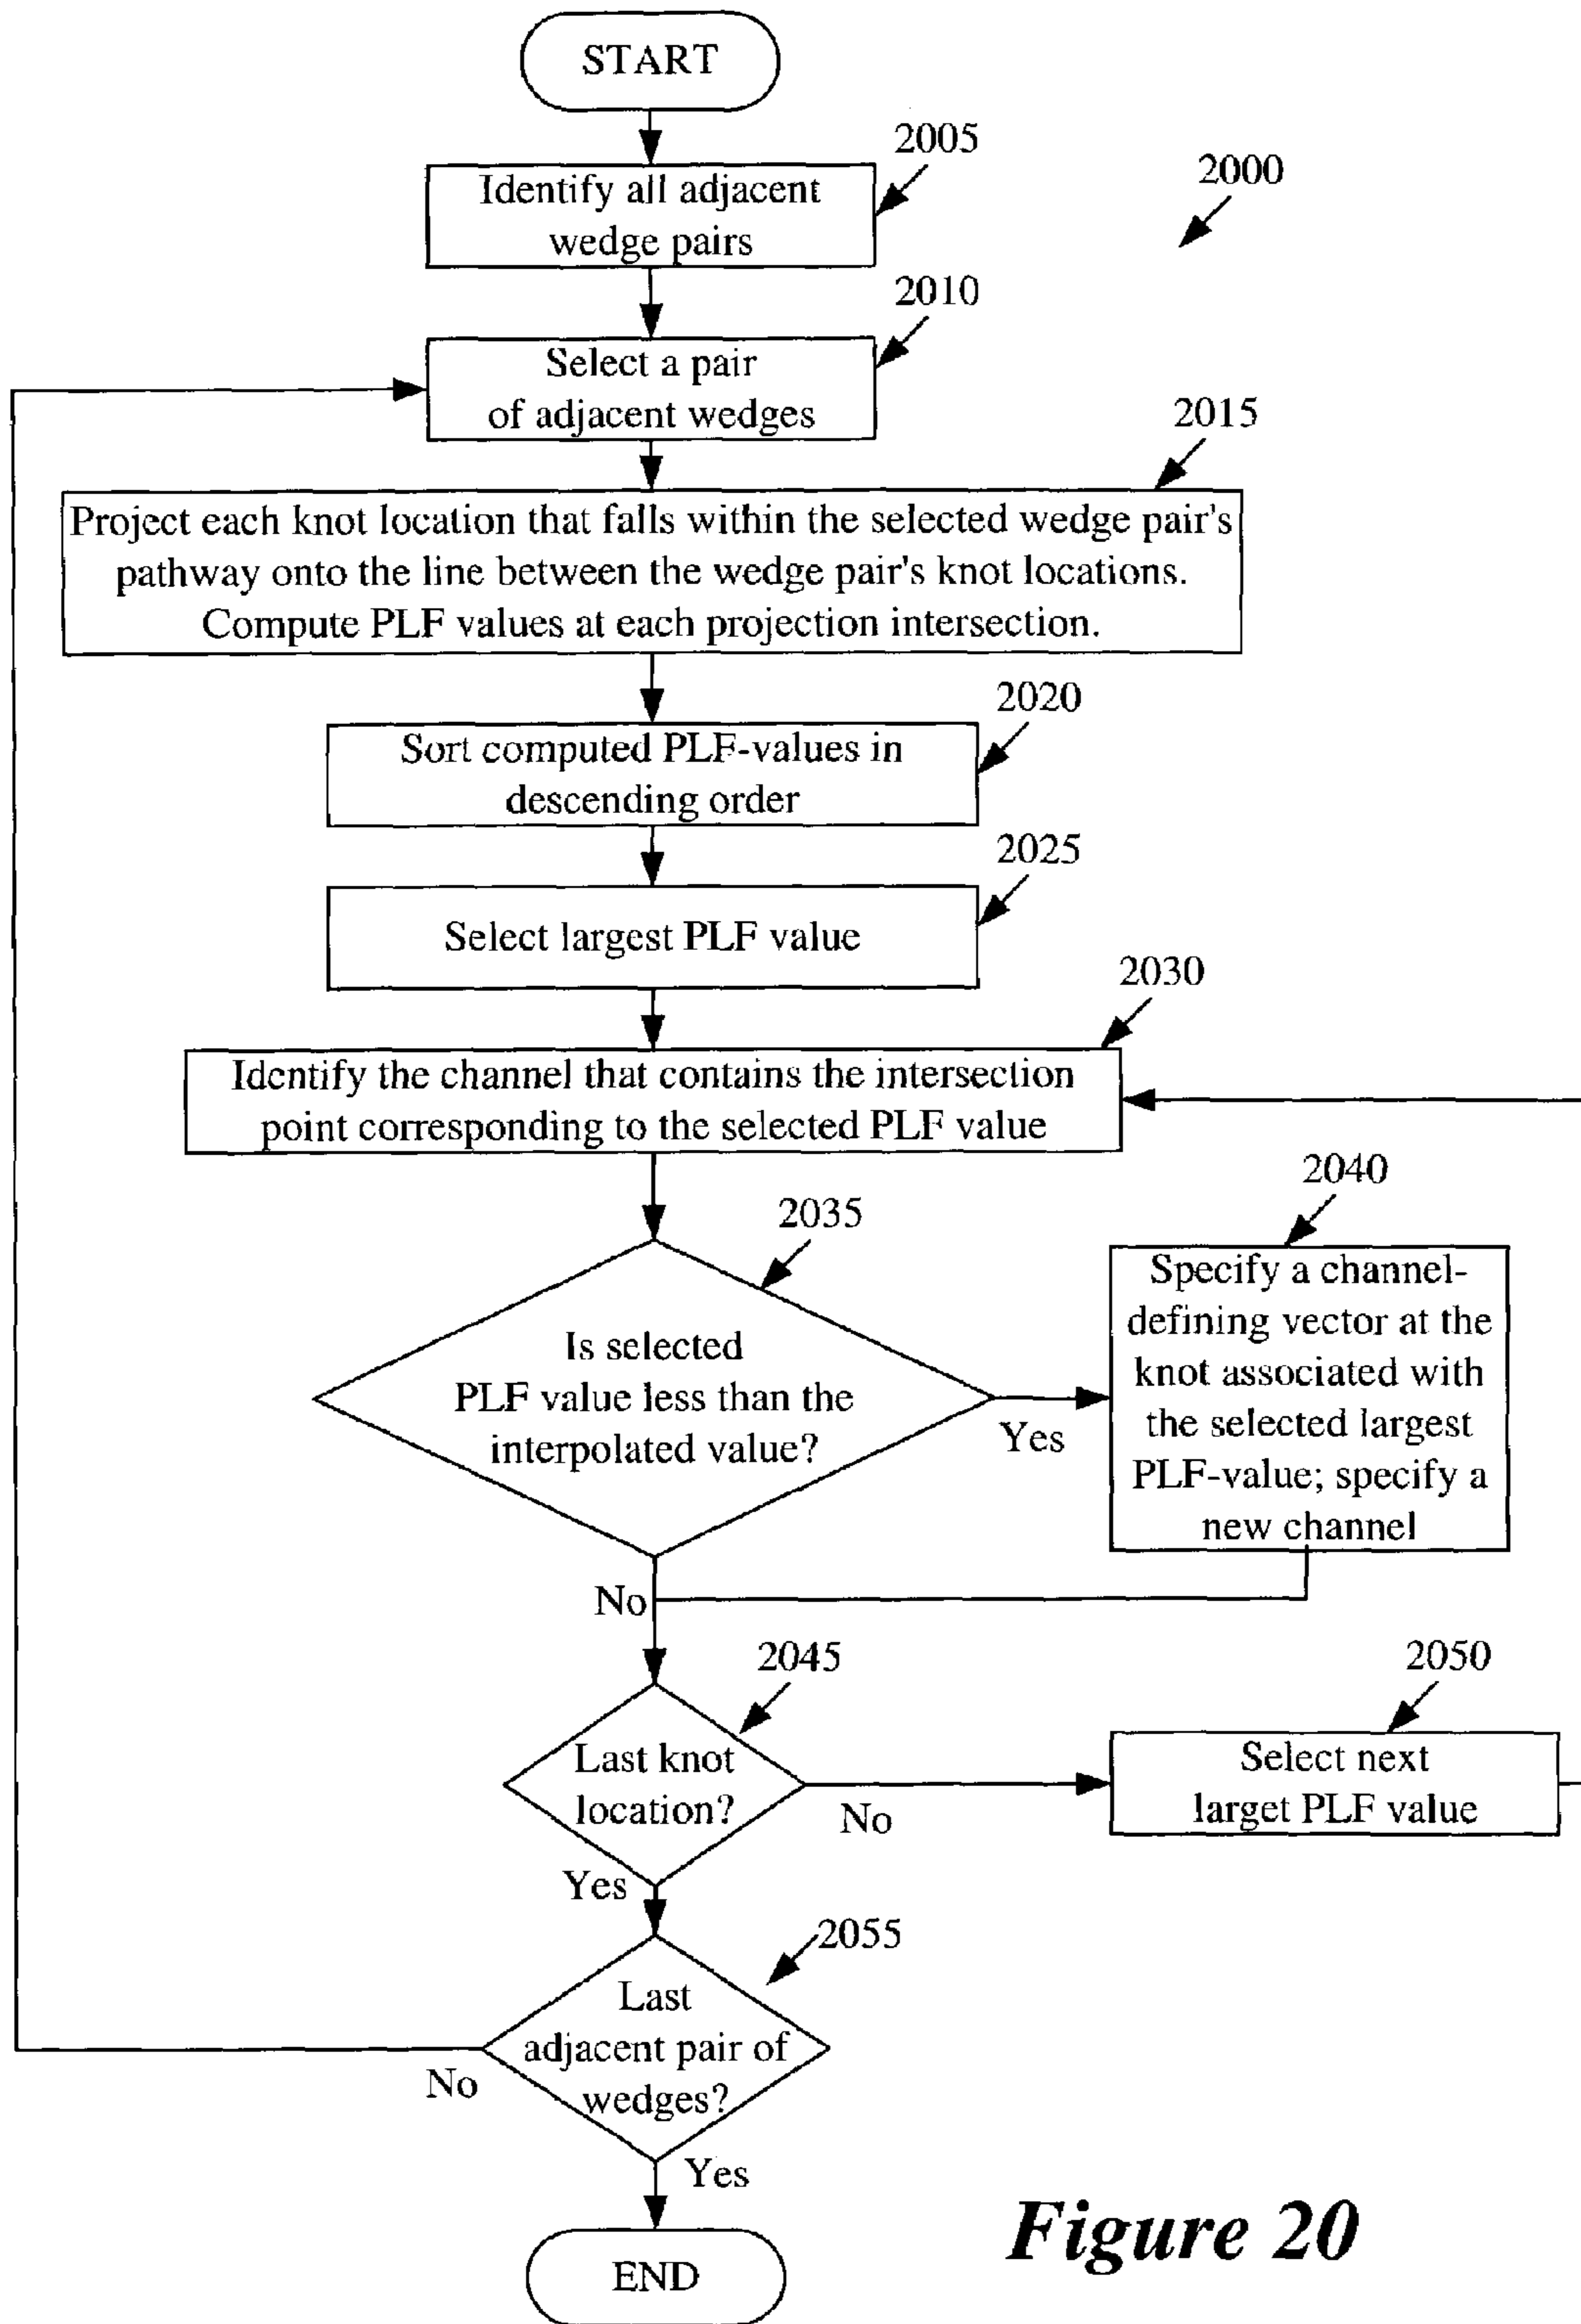 START
2005
Identify all adjacent
wedge pairs
2000
2010
Select a pair
of adjacent wedges
2015
Project each knot location that falls within the selected wedge pair's
pathway onto the line between the wedge pair's knot locations.
Compute PLF values at each projection intersection.
2020
Sort computed PLF-values in
descending order
2025
Select largest PLF value
2030
Identify the channel that contains the intersection
point corresponding to the selected PLF value
2035
Is selected
PLF value less than the
interpolated value?
Yes
2040
Specify a channel-
defining vector at the
knot associated with
the selected largest
PLF-value; specify a
new channel
No
2045
Last knot
location?
No
2050
Select next
larget PLF value
Yes
2055
Last
adjacent pair of
wedges?
No
Yes
END
Figure 20